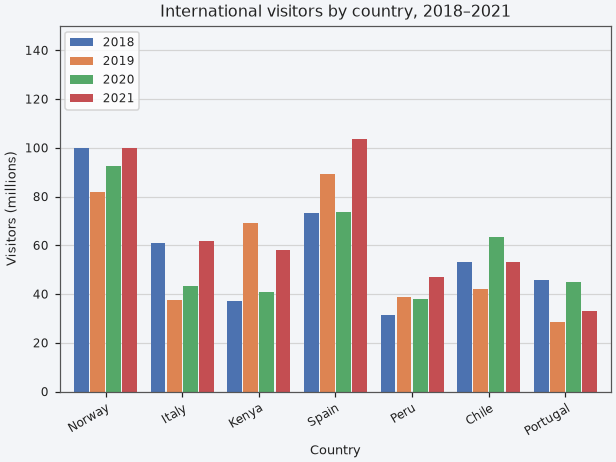 International visitors by country, 2018–2021
2018
2019
2020
2021
Visitors (millions)
140
120
100
80
60
40
20
0
Norway
Italy
Kenya
Spain
Peru
Chile
Portugal
Country